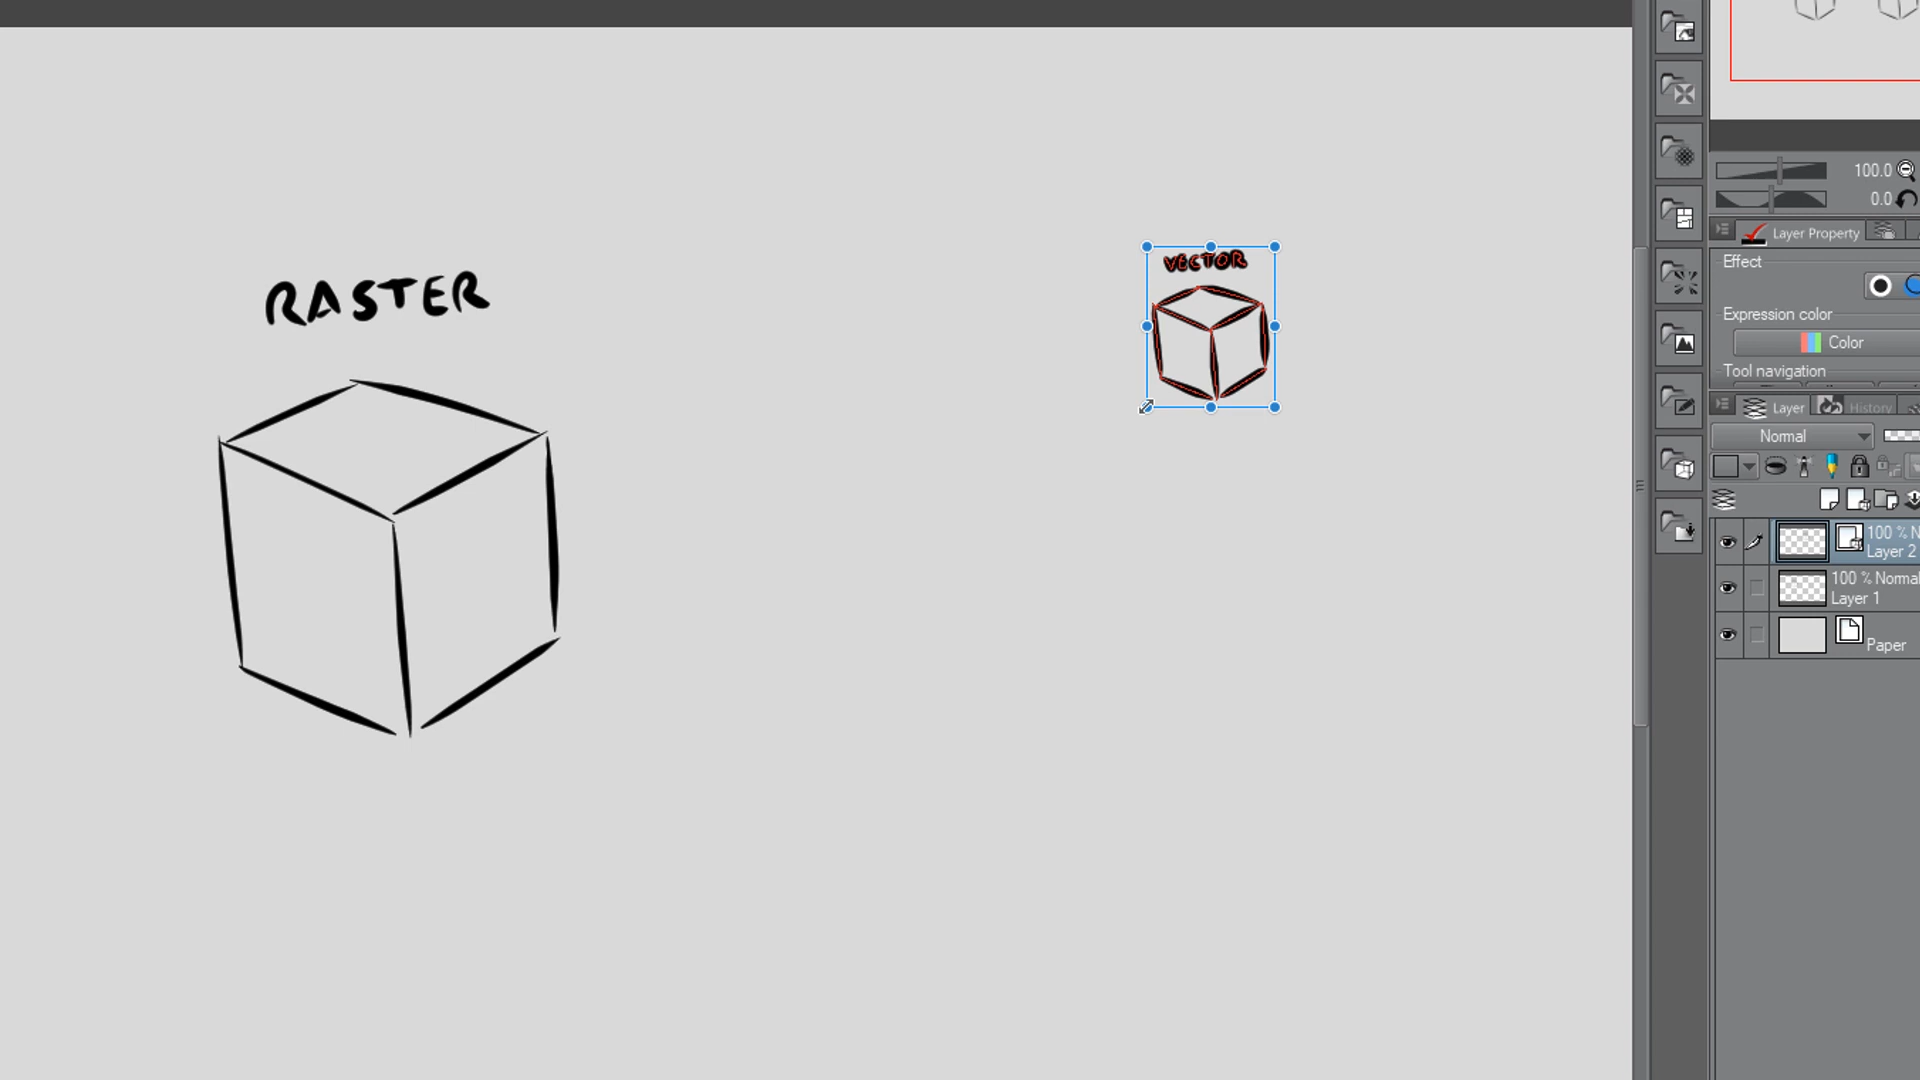 RASTER
VECTOR
100.0
0.0
Layer Property
Effect
Expression color
Color
Tool navigation
Layer
History
Normal
100 % N
Layer 2
100 % Normal
Layer 1
Paper